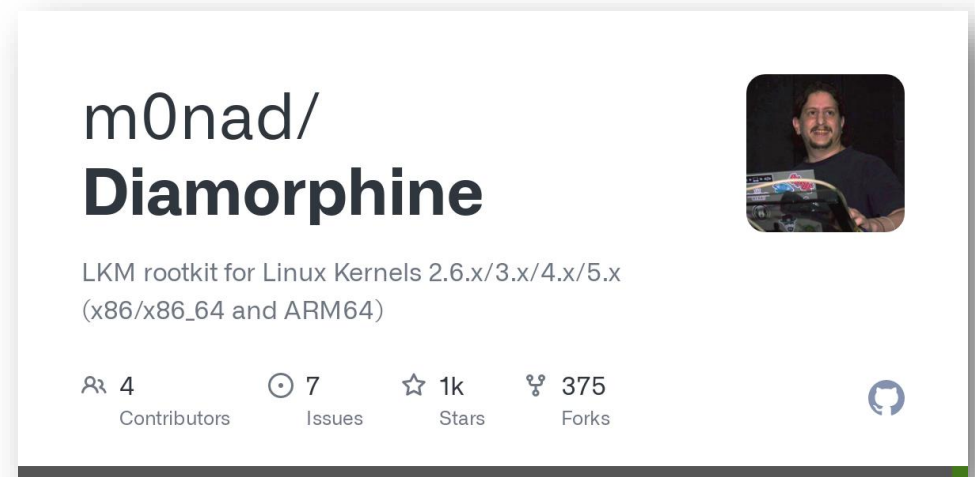 m0nad/
Diamorphine
LKM rootkit for Linux Kernels 2.6.x/3.x/4.x/5.x
(x86/x86_64 and ARM64)
4 7 1k 375
Contributors Issues Stars Forks